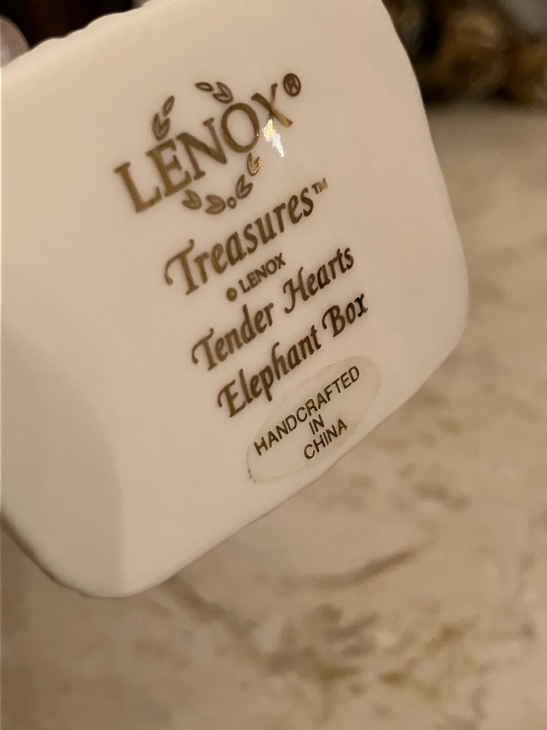 LENOX®
Treasures™
© LENOX
Tender Hearts
Elephant Box
HANDCRAFTED
IN
CHINA